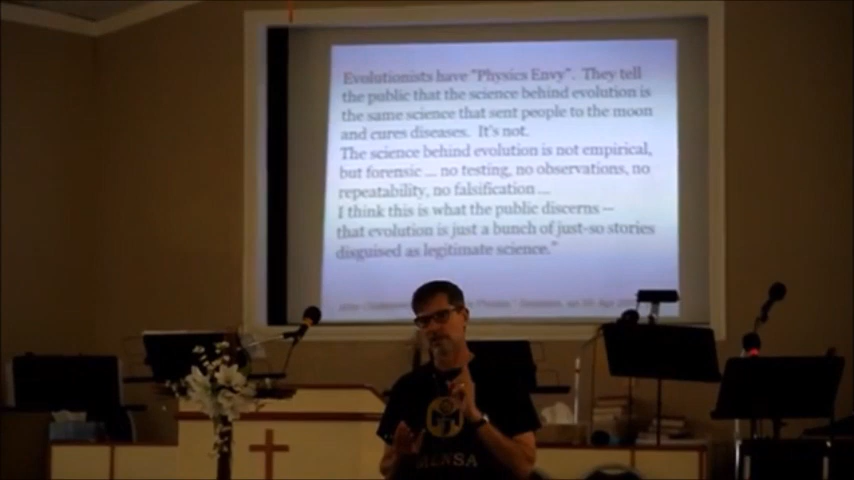 Evolutionists have "Physics Envy". They tell
the public that the science behind evolution is
the same science that sent people to the moon
and cures diseases. It's not.
The science behind evolution is not empirical,
but forensic ... no testing, no observations, no
repeatability, no falsification ...
I think this is what the public discerns –
that evolution is just a bunch of just-so stories
disguised as legitimate science."
MENSA